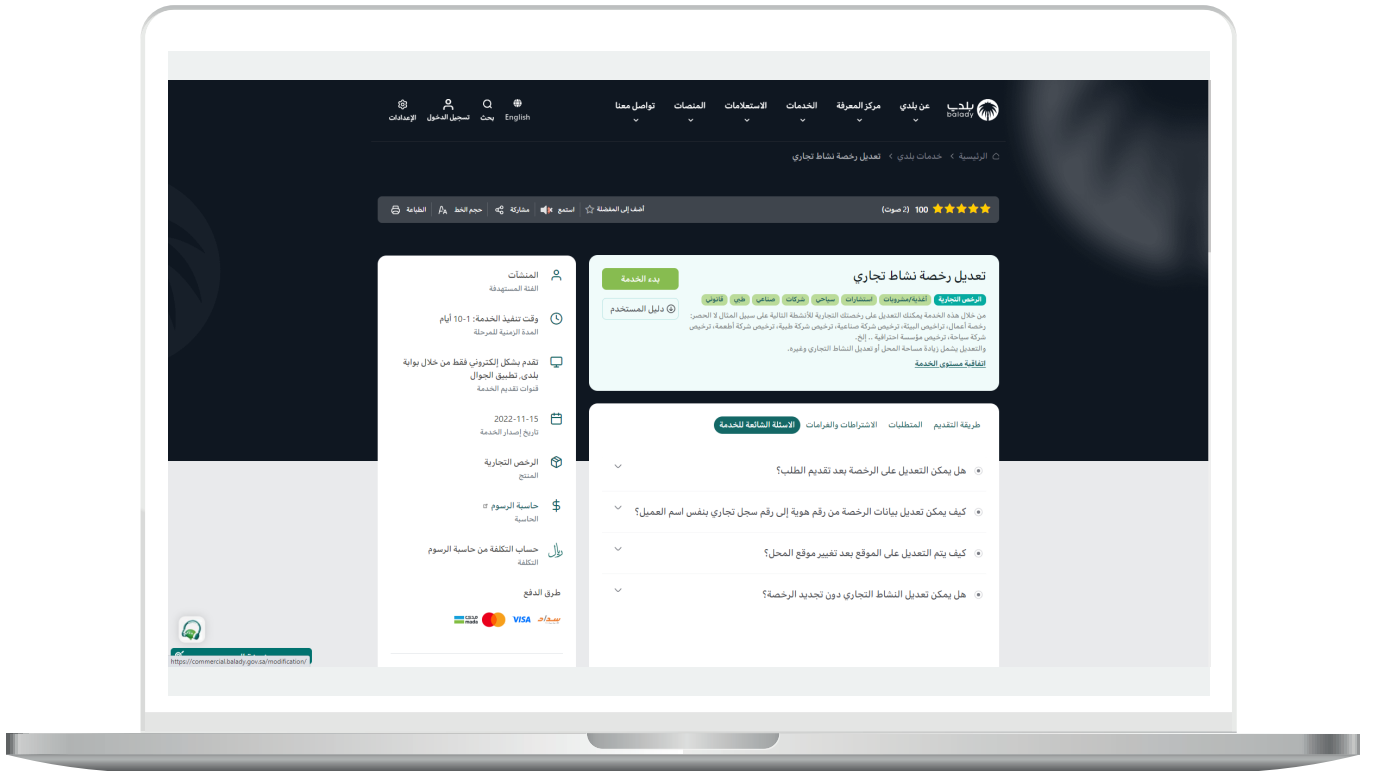 بلدي
balady
عن بلدي
مركز المعرفة
الخدمات
الاستعلامات
المنصات
تواصل معنا
English
بحث
تسجيل الدخول
الإعدادات
الرئيسية > خدمات بلدي > تعديل رخصة نشاط تجاري
100 (2 صوت)
أضف إلى المفضلة
استمع
مشاركة
حجم الخط
الطباعة
تعديل رخصة نشاط تجاري
بدء الخدمة
دليل المستخدم
الرخص التجارية أغذية/مشروبات استشارات سياحي شركات صناعي طبي قانوني
من خلال هذه الخدمة يمكنك التعديل على رخصتك التجارية للأنشطة التالية على سبيل المثال لا الحصر:
رخصة أعمال، تراخيص البيئة، ترخيص شركة صناعية، ترخيص شركة طبية، ترخيص شركة أطعمة، ترخيص
شركة سياحة، ترخيص مؤسسة احترافية .. إلخ.
والتعديل يشمل زيادة مساحة المحل أو تعديل النشاط التجاري وغيره.
اتفاقية مستوى الخدمة
طريقة التقديم
المتطلبات
الاشتراطات والغرامات
الاسئلة الشائعة للخدمة
هل يمكن التعديل على الرخصة بعد تقديم الطلب؟
كيف يمكن تعديل بيانات الرخصة من رقم هوية إلى رقم سجل تجاري بنفس اسم العميل؟
كيف يتم التعديل على الموقع بعد تغيير موقع المحل؟
هل يمكن تعديل النشاط التجاري دون تجديد الرخصة؟
المنشآت
الفئة المستهدفة
وقت تنفيذ الخدمة: 1-10 أيام
المدة الزمنية للمرحلة
تقدم بشكل إلكتروني فقط من خلال بوابة
بلدي, تطبيق الجوال
قنوات تقديم الخدمة
2022-11-15
تاريخ إصدار الخدمة
الرخص التجارية
المنتج
حاسبة الرسوم
الحاسبة
ريال
حساب التكلفة من حاسبة الرسوم
التكلفة
طرق الدفع
سداد
VISA
مدى
mada
https://commercial.balady.gov.sa/modification/